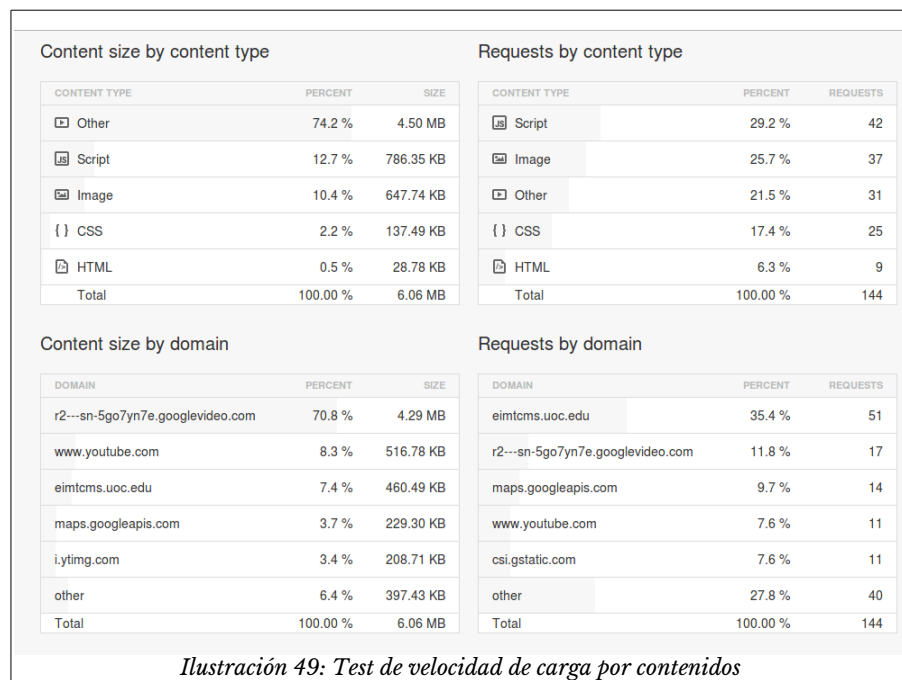 Content size by content type
CONTENT TYPE PERCENT SIZE
Other 74.2 % 4.50 MB
JS Script 12.7 % 786.35 KB
Image 10.4 % 647.74 KB
{ } CSS 2.2 % 137.49 KB
</> HTML 0.5 % 28.78 KB
Total 100.00 % 6.06 MB
Requests by content type
CONTENT TYPE PERCENT REQUESTS
JS Script 29.2 % 42
Image 25.7 % 37
Other 21.5 % 31
{ } CSS 17.4 % 25
</> HTML 6.3 % 9
Total 100.00 % 144
Content size by domain
DOMAIN PERCENT SIZE
r2---sn-5go7yn7e.googlevideo.com 70.8 % 4.29 MB
www.youtube.com 8.3 % 516.78 KB
eimtcms.uoc.edu 7.4 % 460.49 KB
maps.googleapis.com 3.7 % 229.30 KB
i.ytimg.com 3.4 % 208.71 KB
other 6.4 % 397.43 KB
Total 100.00 % 6.06 MB
Requests by domain
DOMAIN PERCENT REQUESTS
eimtcms.uoc.edu 35.4 % 51
r2---sn-5go7yn7e.googlevideo.com 11.8 % 17
maps.googleapis.com 9.7 % 14
www.youtube.com 7.6 % 11
csi.gstatic.com 7.6 % 11
other 27.8 % 40
Total 100.00 % 144
Ilustración 49: Test de velocidad de carga por contenidos